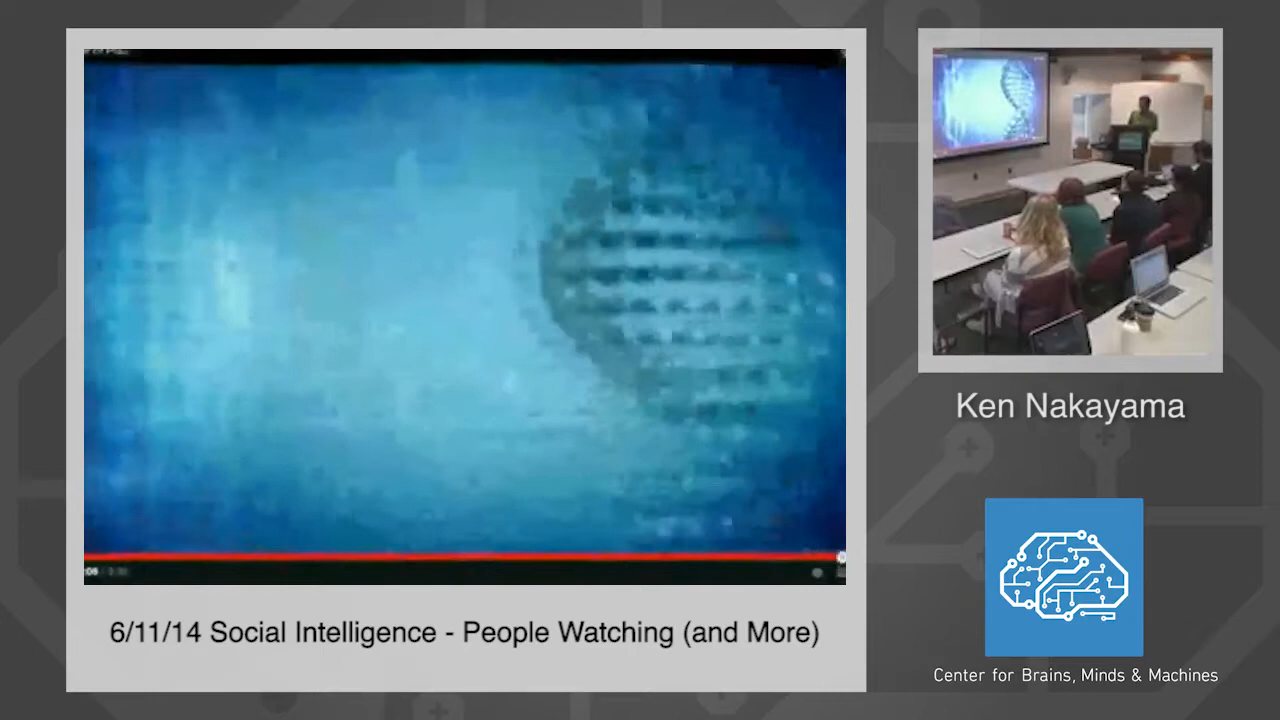 Ken Nakayama
6/11/14 Social Intelligence - People Watching (and More)
Center for Brains, Minds & Machines